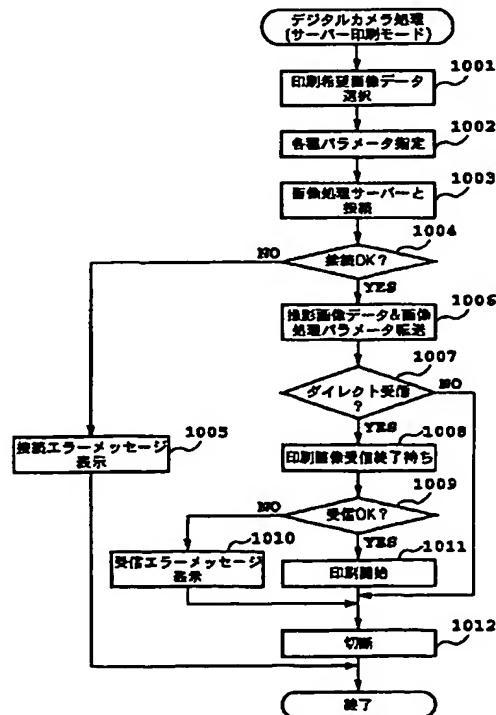 デジタルカメラ処理
(サーバー印刷モード)
1001
印刷希望画像データ
選択
1002
各種パラメータ指定
1003
画像処理サーバーと
接続
1004
接続OK?
NO
YES
1006
撮影画像データ&画像
処理パラメータ転送
1007
ダイレクト受信
?
NO
YES
1005
接続エラーメッセージ
表示
1008
印刷画像受信終了待ち
1009
受信OK?
NO
YES
1010
受信エラーメッセージ
表示
1011
印刷開始
1012
切断
終了